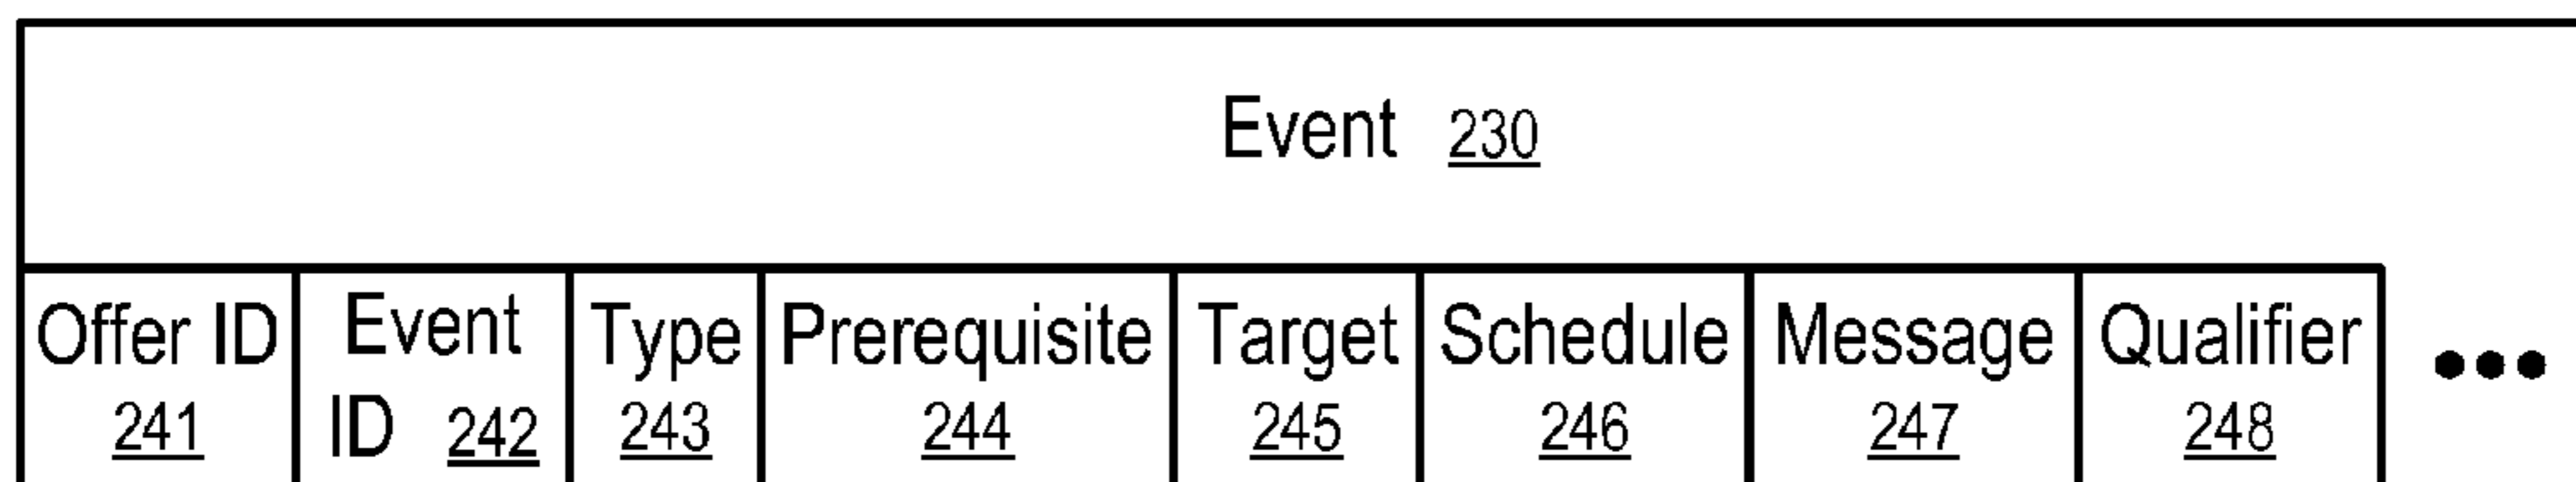 Event 230
Offer ID Event Type Prerequisite Target Schedule Message Qualifier •••
241 ID 242 243 244 245 246 247 248